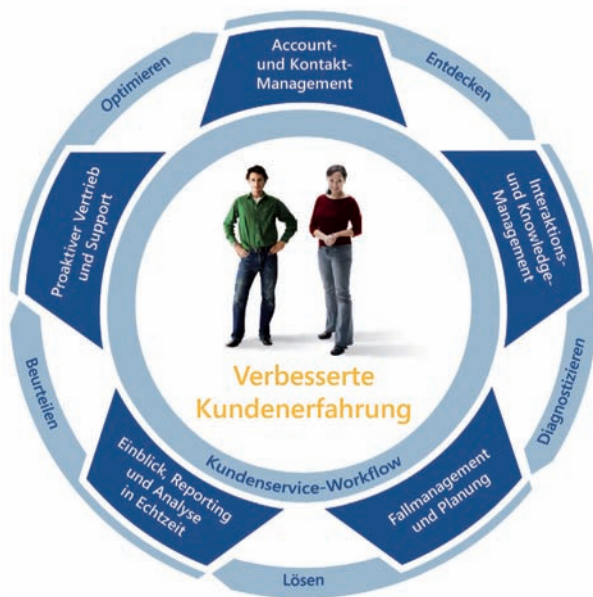 Account-
und Kontakt-
Management
Entdecken
Interaktions-
und Knowledge-
Management
Diagnostizieren
Fallmanagement
und Planung
Lösen
Einblick, Reporting
und Analyse
in Echtzeit
Beurteilen
Proaktiver Vertrieb
und Support
Optimieren
Verbesserte
Kundenerfahrung
Kundenservice-Workflow